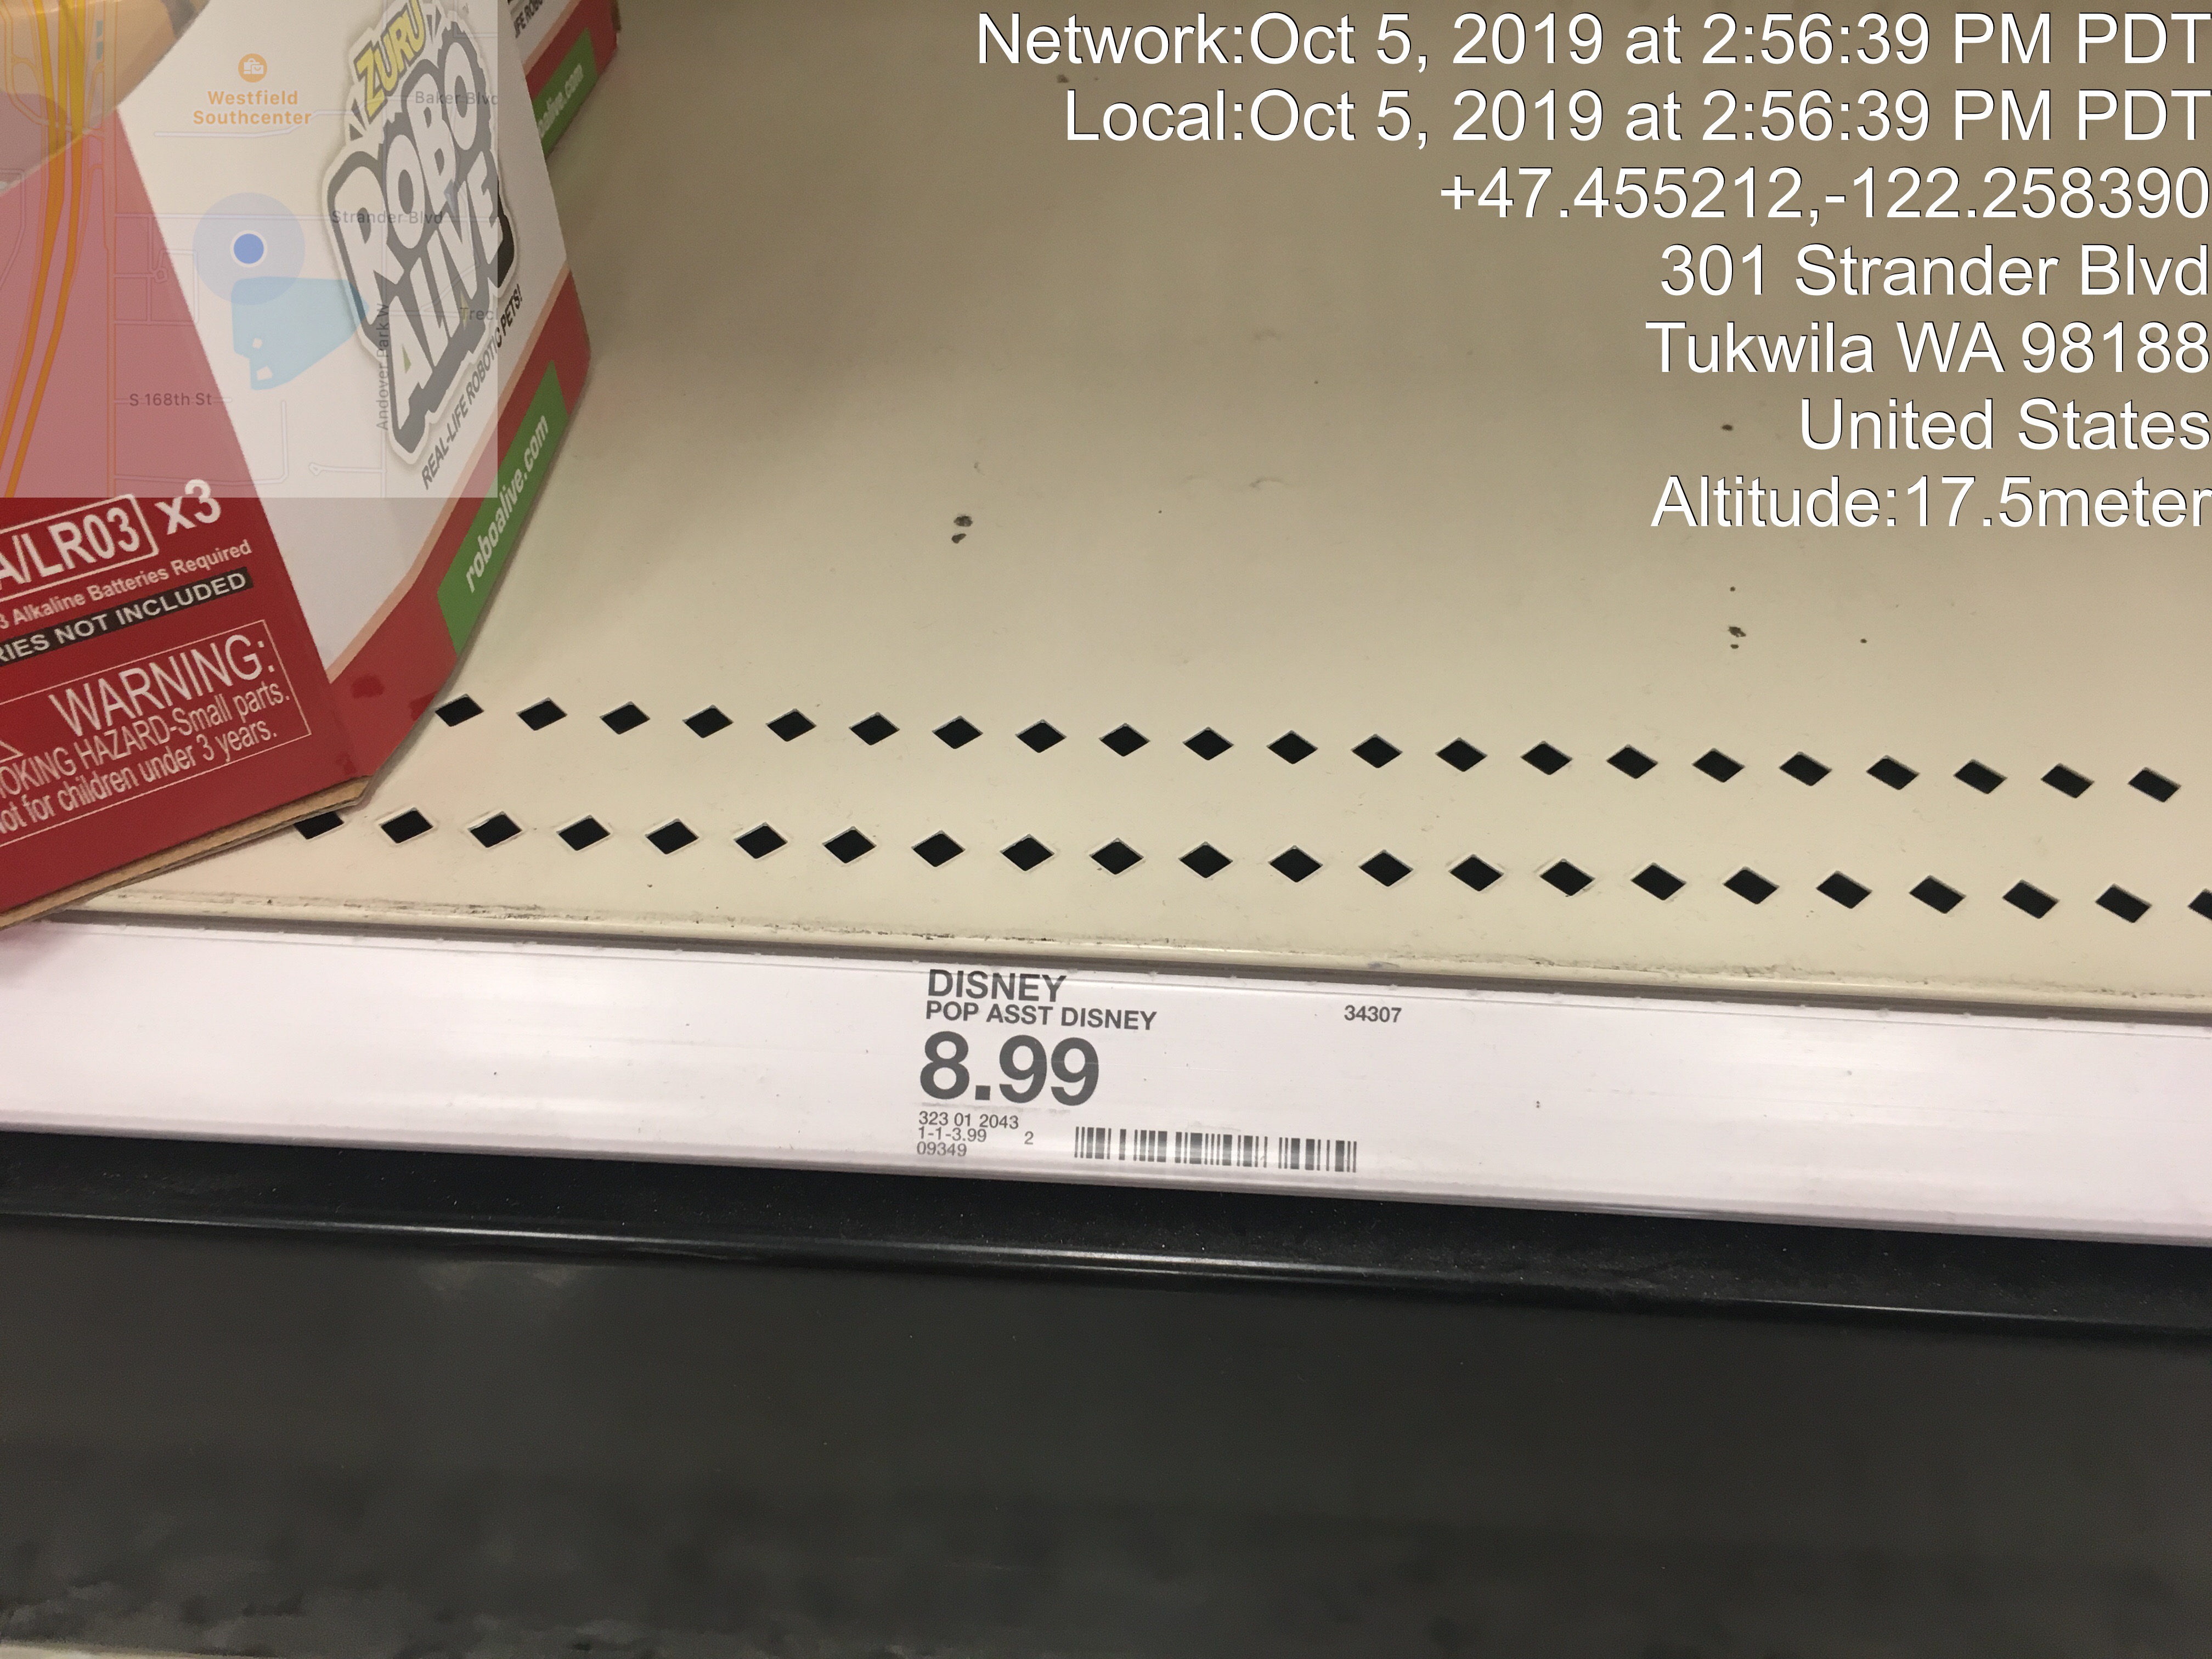 Network:Oct 5, 2019 at 2:56:39 PM PDT
Local:Oct 5, 2019 at 2:56:39 PM PDT
+47.455212,-122.258390
301 Strander Blvd
Tukwila WA 98188
United States
Altitude:17.5meter
Westfield
Southcenter
Baker Blvd
Strander Blvd
Andover Park W
Trec
S 168th St
ZURU
ROBO
ALIVE
REAL-LIFE ROBOTIC PETS!
roboalive.com
A/LR03 x3
3 Alkaline Batteries Required
RIES NOT INCLUDED
WARNING:
OKING HAZARD-Small parts.
Not for children under 3 years.
DISNEY
POP ASST DISNEY
34307
8.99
323 01 2043
1-1-3.99 2
09349